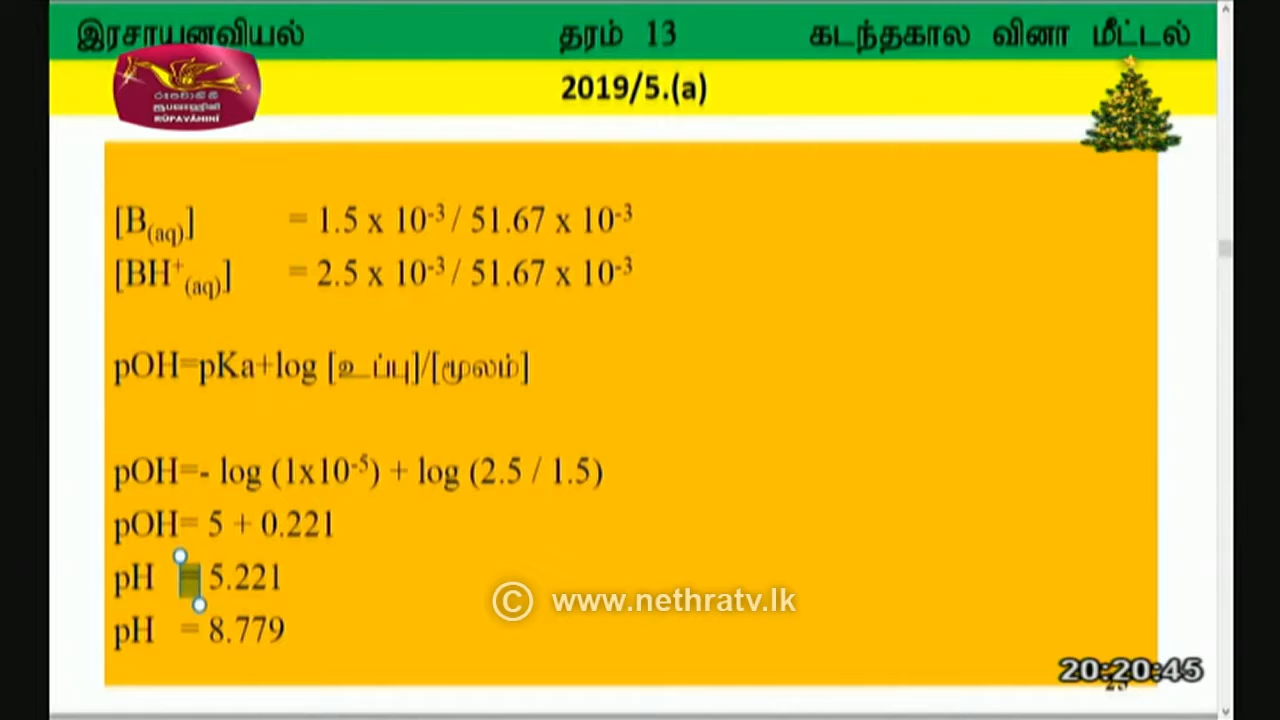 இரசாயனவியல் தரம் 13 கடந்தகால வினா மீட்டல்
2019/5.(a)
රූපවාහිනී
ரூபவாஹினி
RŪPAVĀHINĪ
[B(aq)] = 1.5 x 10⁻³ / 51.67 x 10⁻³
[BH⁺(aq)] = 2.5 x 10⁻³ / 51.67 x 10⁻³
pOH=pKa+log [உப்பு]/[மூலம்]
pOH=- log (1x10⁻⁵) + log (2.5 / 1.5)
pOH= 5 + 0.221
pH = 5.221
pH = 8.779
© www.nethratv.lk
20:20:45